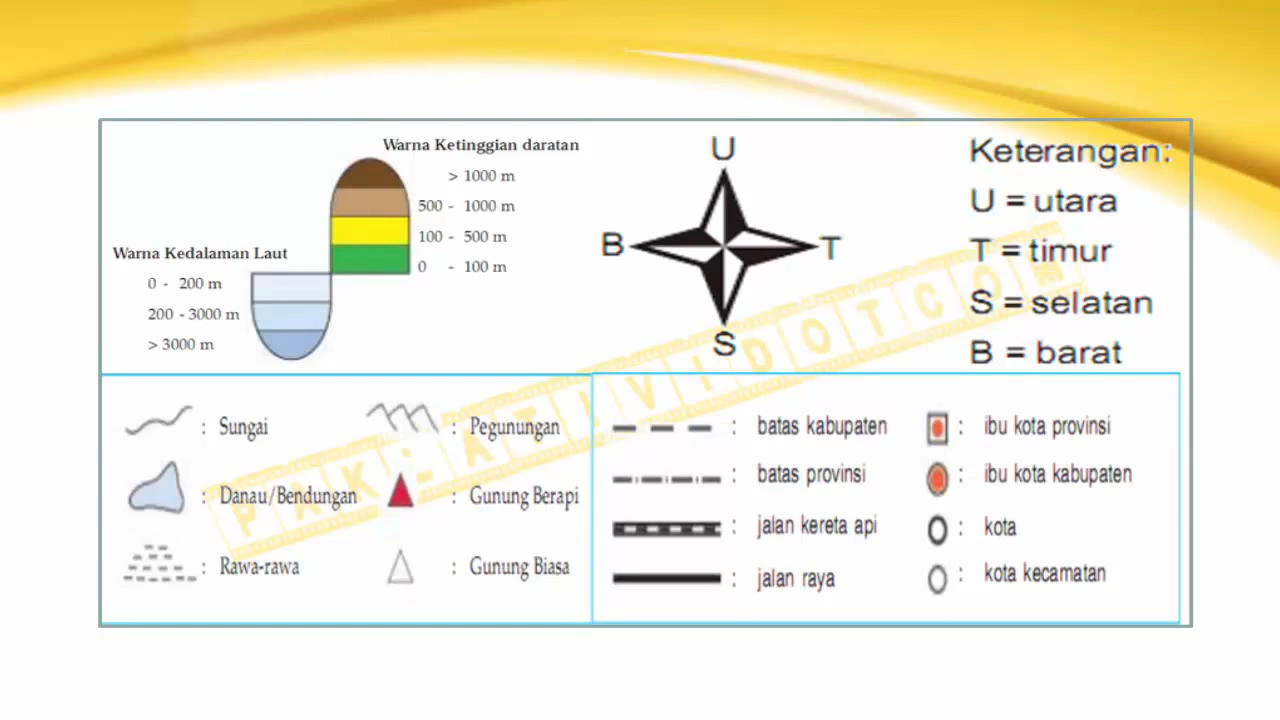 Warna Ketinggian daratan
> 1000 m
500 - 1000 m
100 - 500 m
0 - 100 m
Warna Kedalaman Laut
0 - 200 m
200 - 3000 m
> 3000 m
U
B
T
S
Keterangan:
U = utara
T = timur
S = selatan
B = barat
: Sungai
: Danau/Bendungan
: Rawa-rawa
: Pegunungan
: Gunung Berapi
: Gunung Biasa
: batas kabupaten
: batas provinsi
: jalan kereta api
: jalan raya
: ibu kota provinsi
: ibu kota kabupaten
: kota
: kota kecamatan